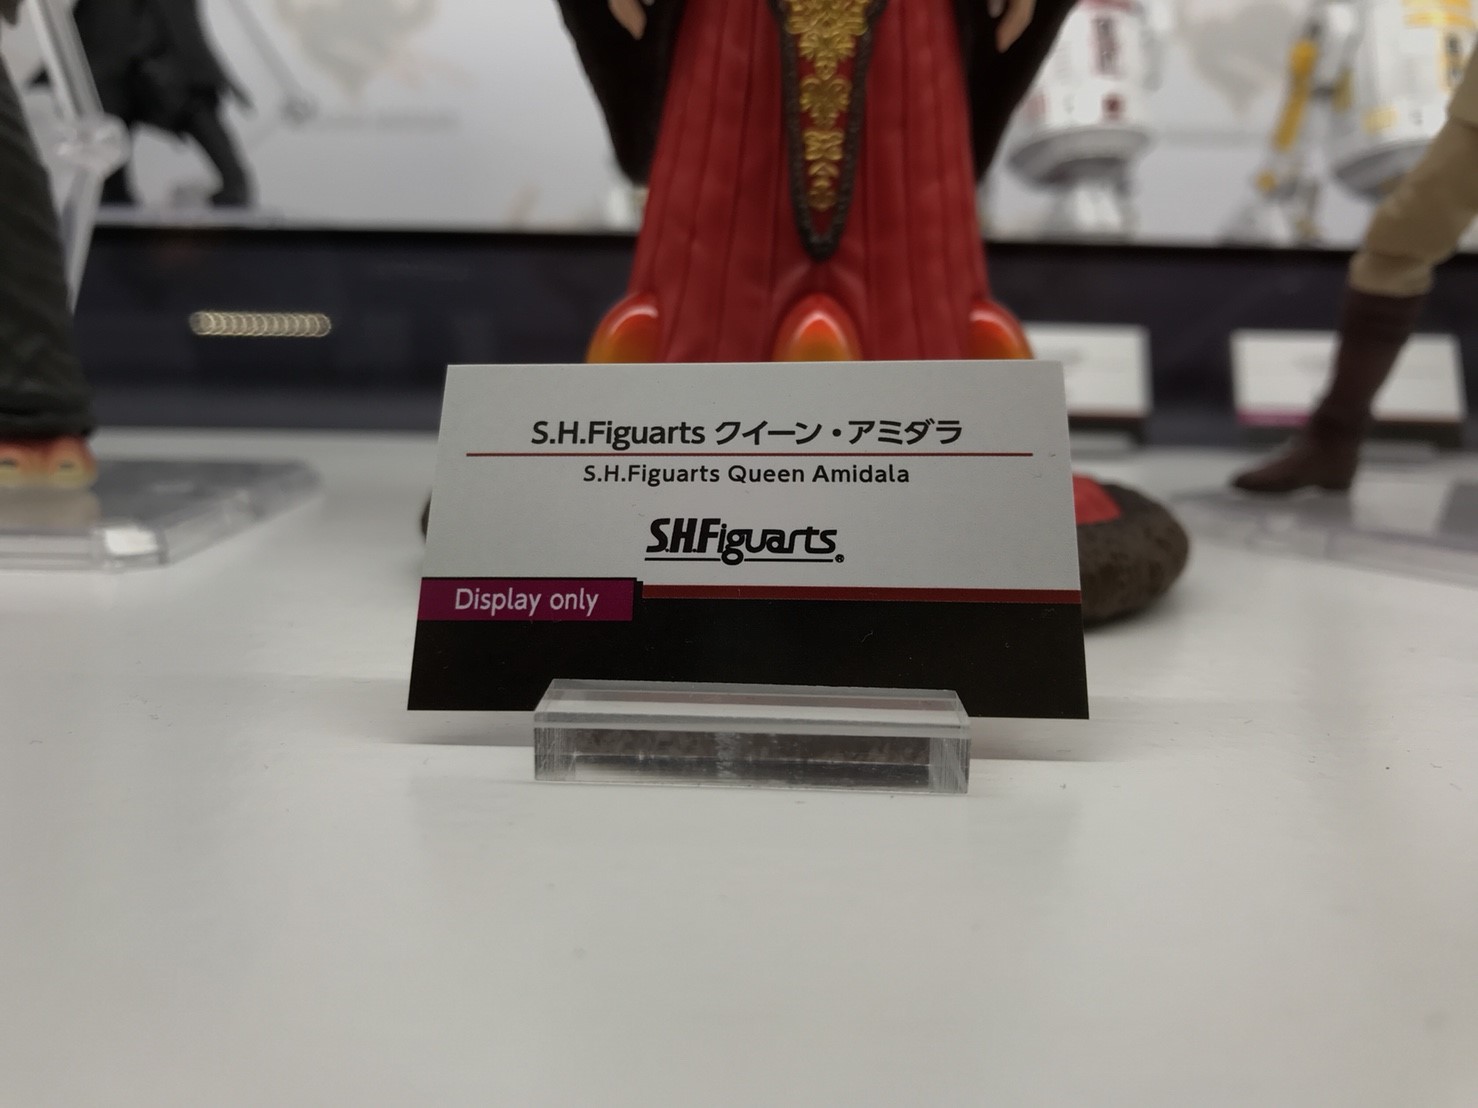 S.H.Figuarts クイーン・アミダラ
S.H.Figuarts Queen Amidala
S.H.Figuarts®
Display only